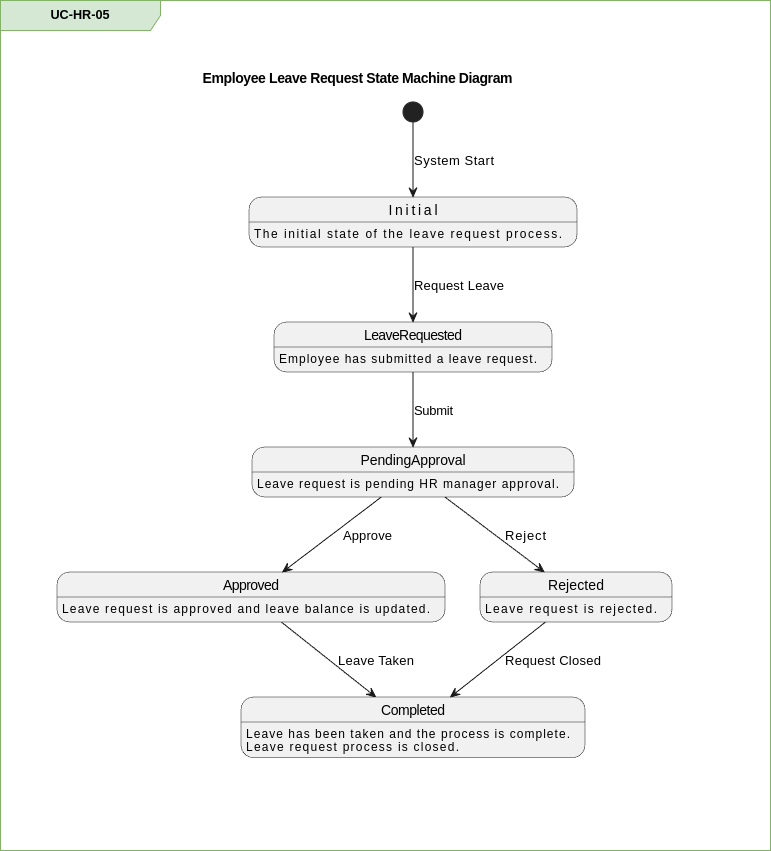 UC-HR-05
Employee Leave Request State Machine Diagram
System Start
Initial
The initial state of the leave request process.
Request Leave
LeaveRequested
Employee has submitted a leave request.
Submit
PendingApproval
Leave request is pending HR manager approval.
Approve
Reject
Approved
Leave request is approved and leave balance is updated.
Rejected
Leave request is rejected.
Leave Taken
Request Closed
Completed
Leave has been taken and the process is complete.
Leave request process is closed.